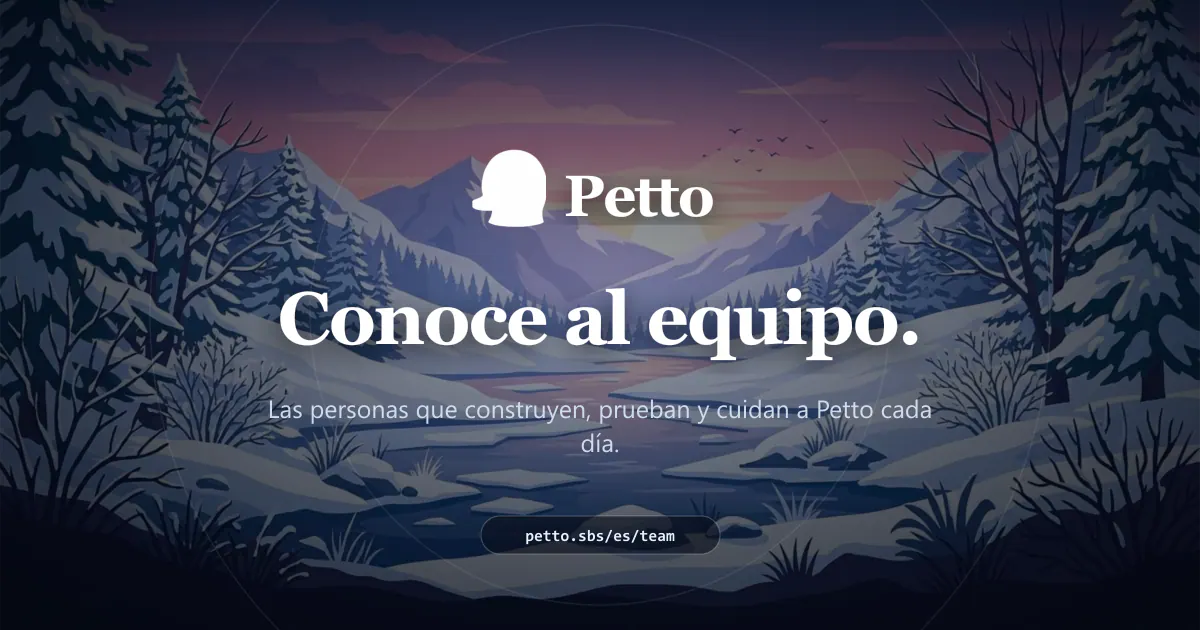 Petto
Conoce al equipo.
Las personas que construyen, prueban y cuidan a Petto cada
día.
petto.sbs/es/team